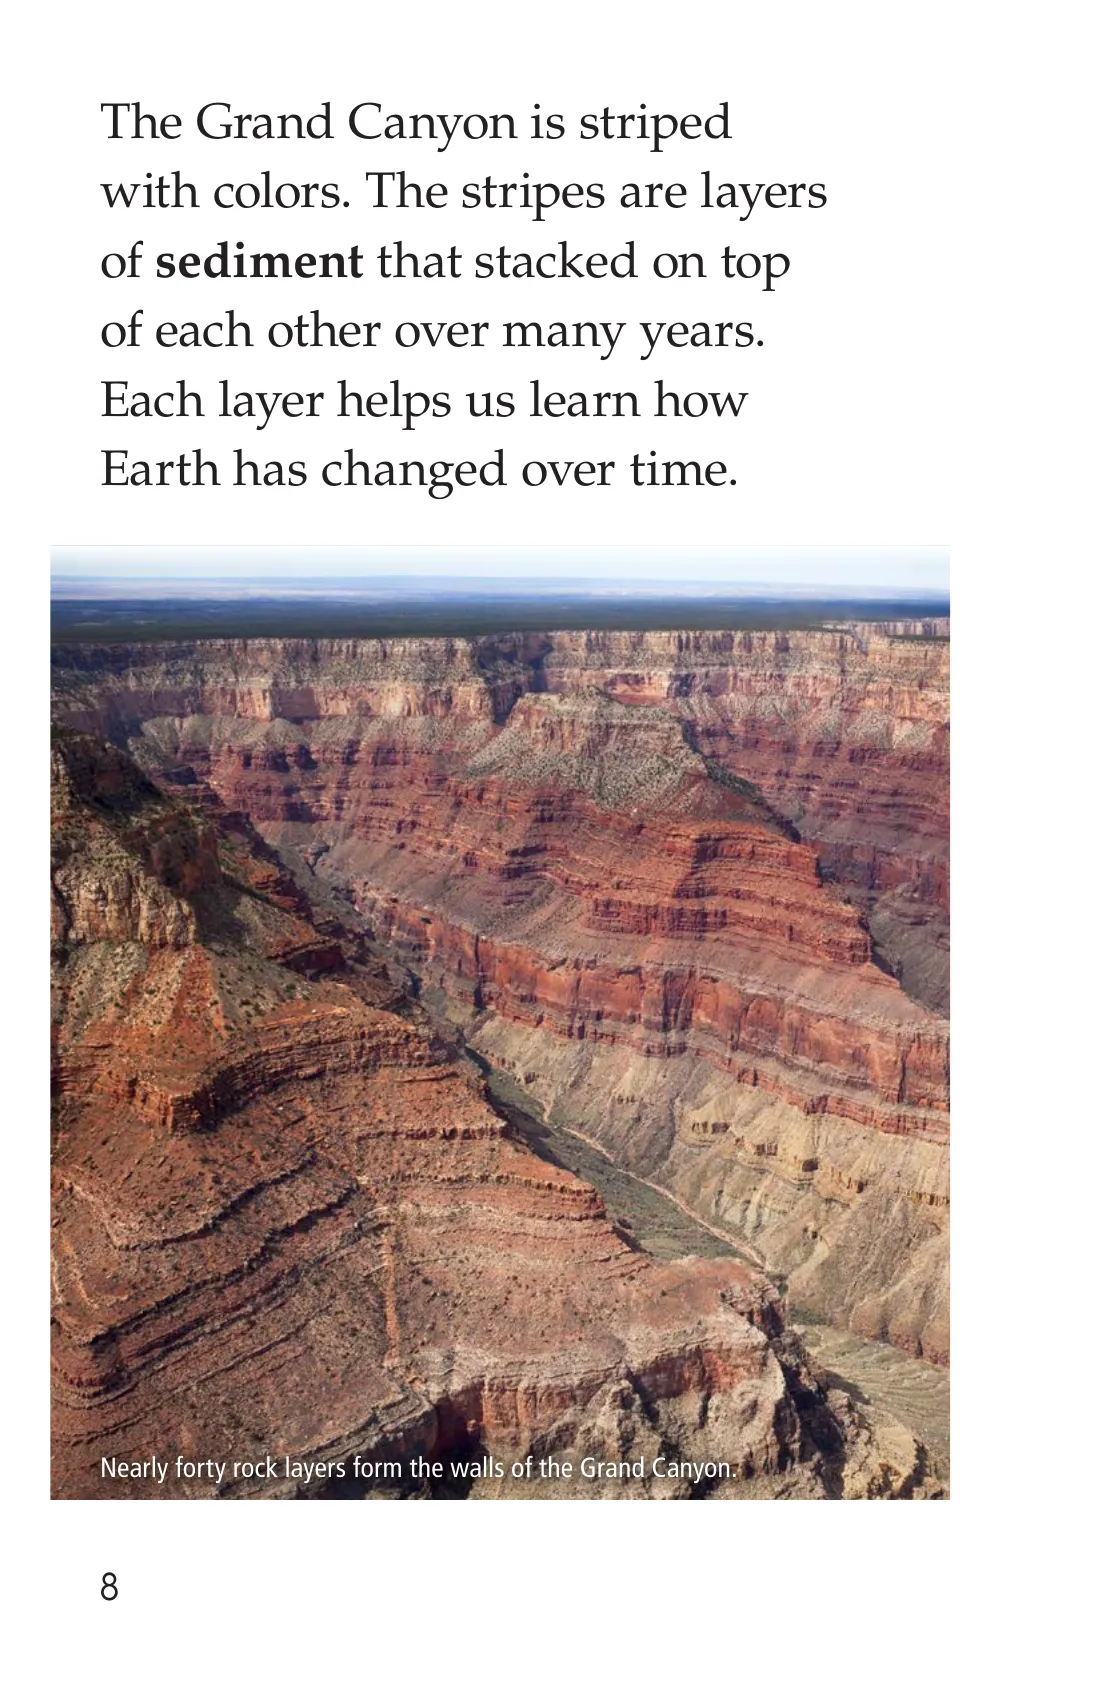 The Grand Canyon is striped
with colors. The stripes are layers
of sediment that stacked on top
of each other over many years.
Each layer helps us learn how
Earth has changed over time.
Nearly forty rock layers form the walls of the Grand Canyon.
8